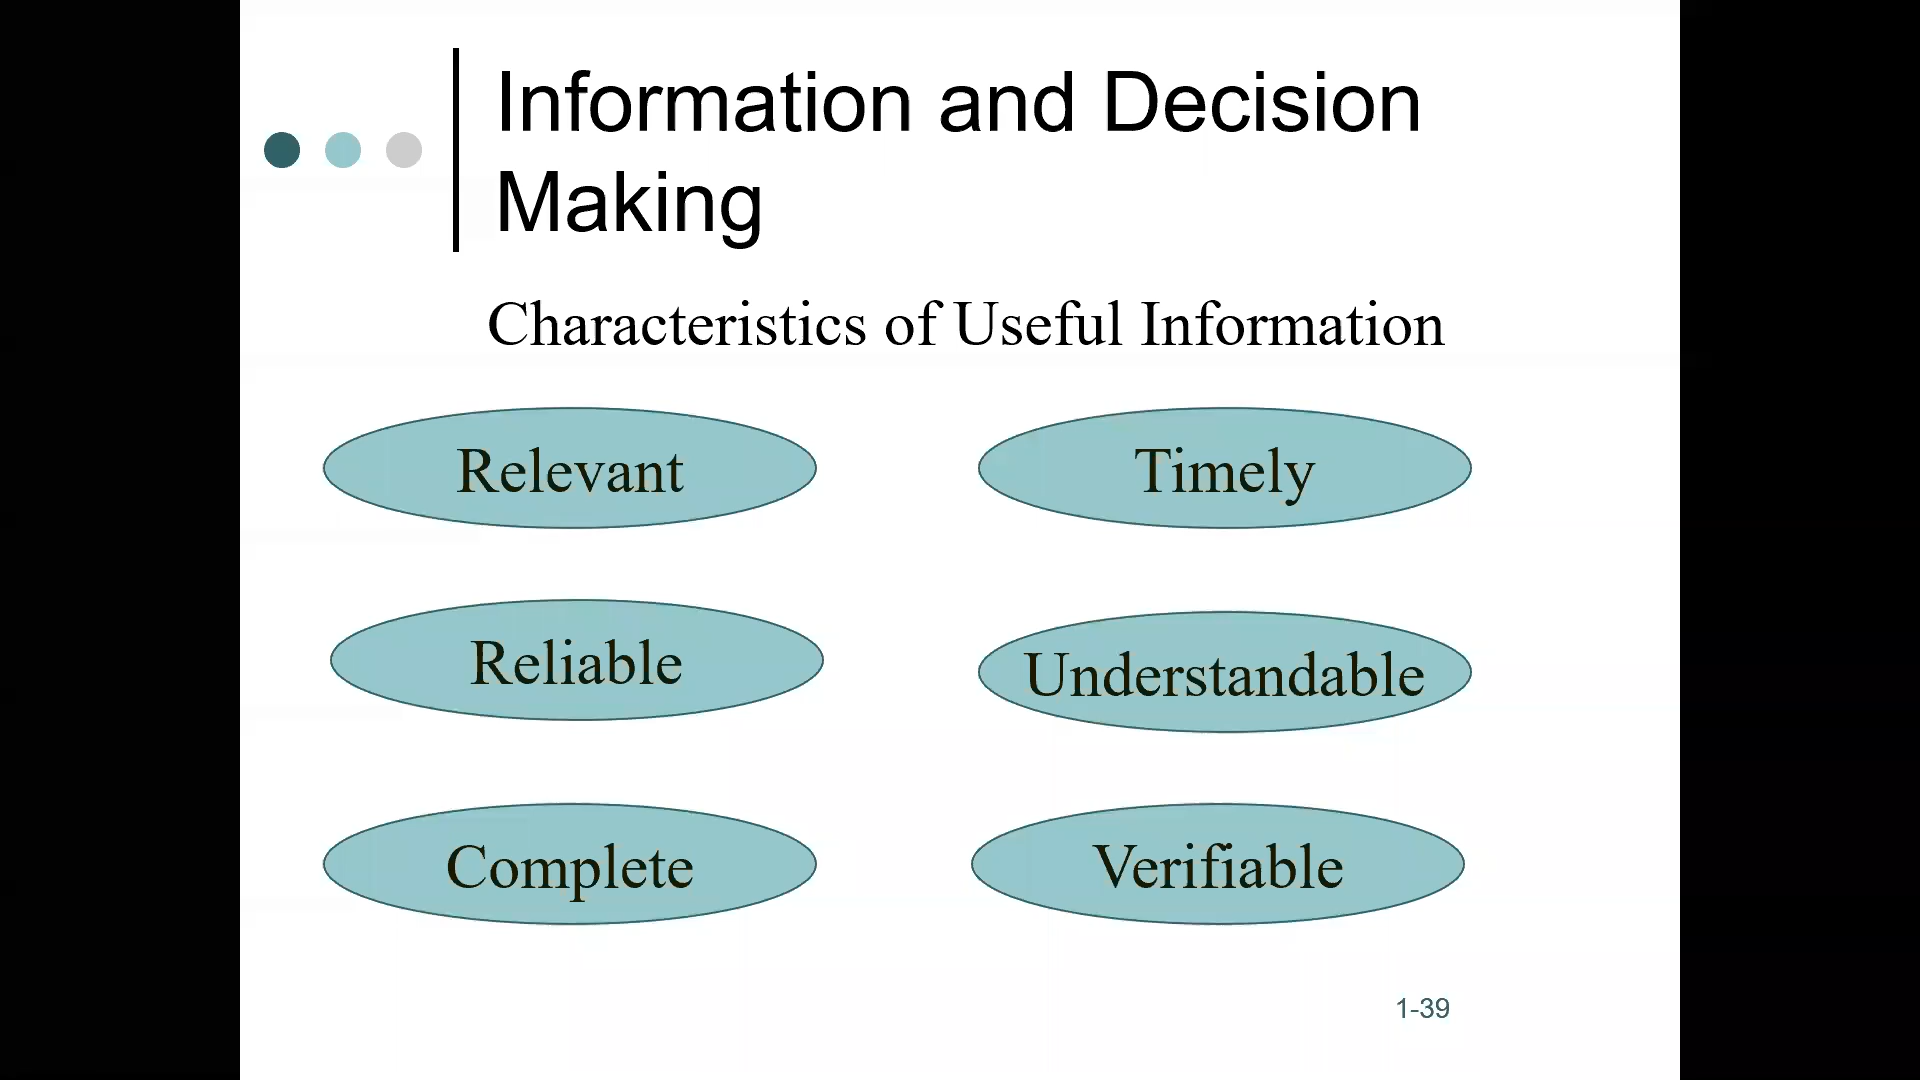 Information and Decision
Making
Characteristics of Useful Information
Relevant
Timely
Reliable
Understandable
Complete
Verifiable
1-39